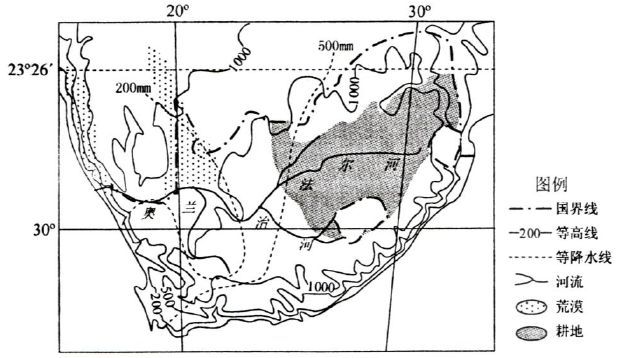 20° 30°
500mm
1000
23°26′
200mm
1000
法 东 河
奥 兰 治 河
30°
1000
500
200
图例
国界线
200 等高线
等降水线
河流
荒漠
耕地